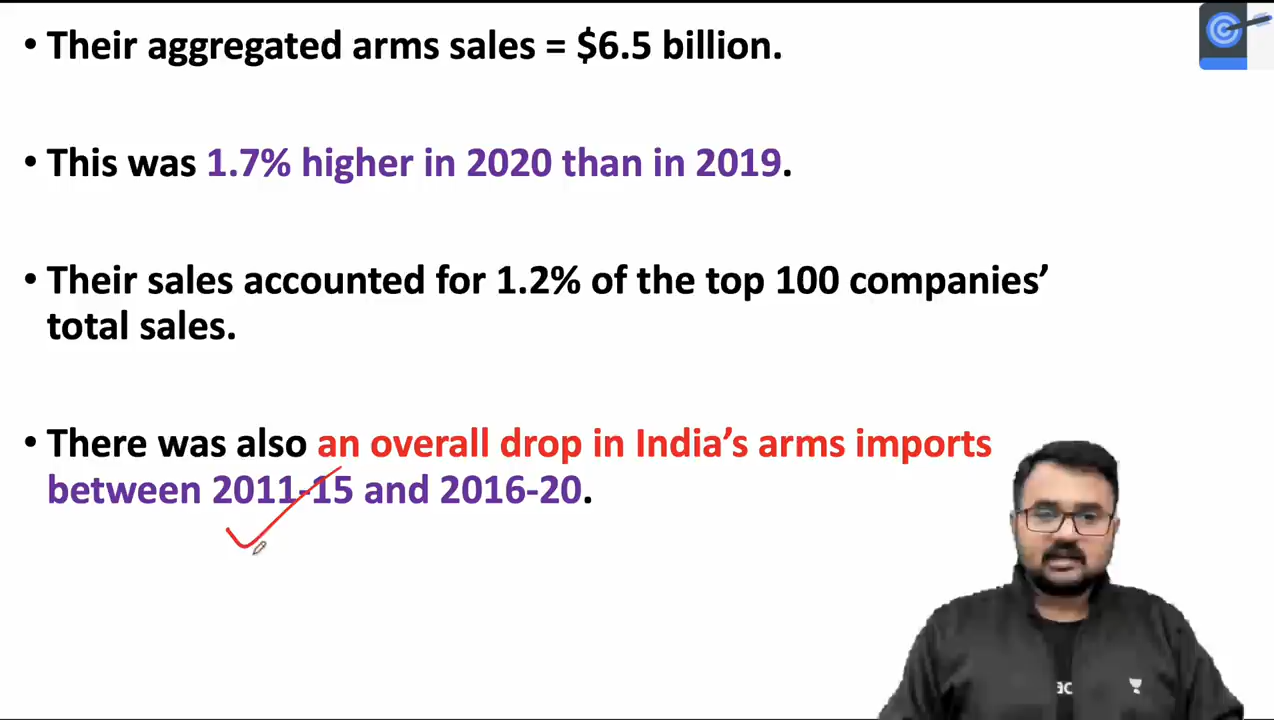 • Their aggregated arms sales = $6.5 billion.
• This was 1.7% higher in 2020 than in 2019.
• Their sales accounted for 1.2% of the top 100 companies’
total sales.
• There was also an overall drop in India’s arms imports
between 2011-15 and 2016-20.